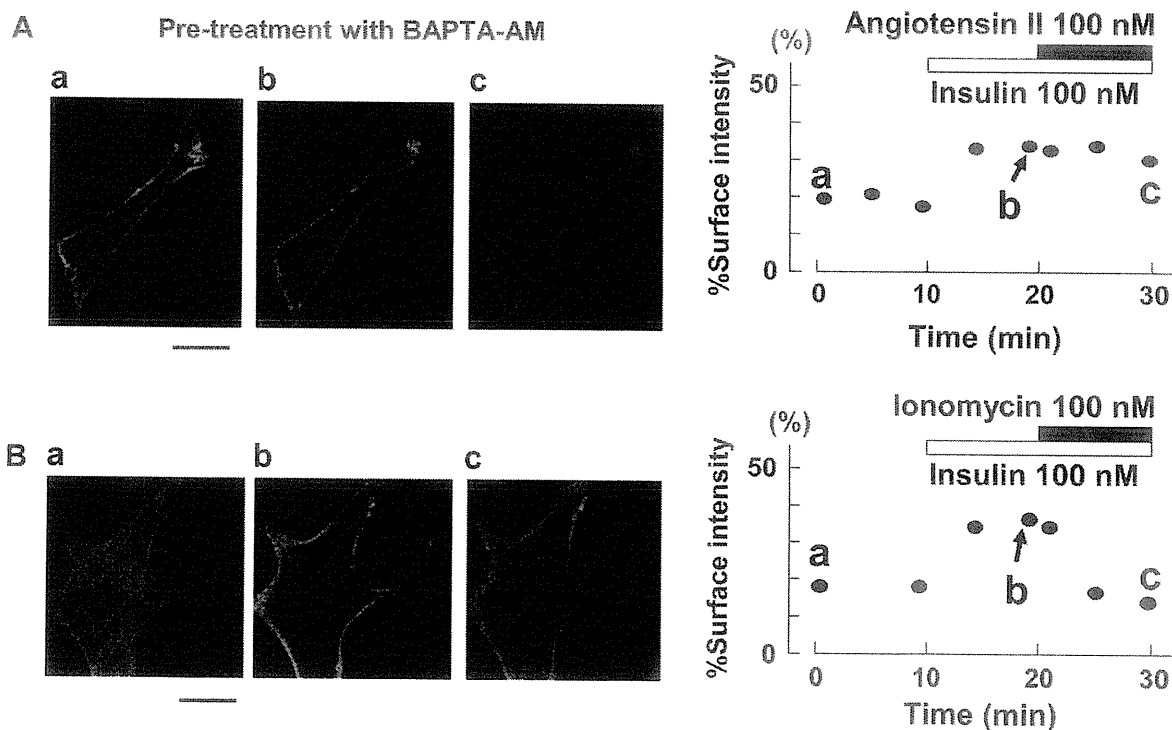 A
Pre-treatment with BAPTA-AM
a
b
c
Angiotensin II 100 nM
(%)
Insulin 100 nM
50
0
%Surface intensity
a
b
c
0
10
20
30
Time (min)
B
a
b
c
Ionomycin 100 nM
(%)
Insulin 100 nM
50
0
%Surface intensity
a
b
c
0
10
20
30
Time (min)